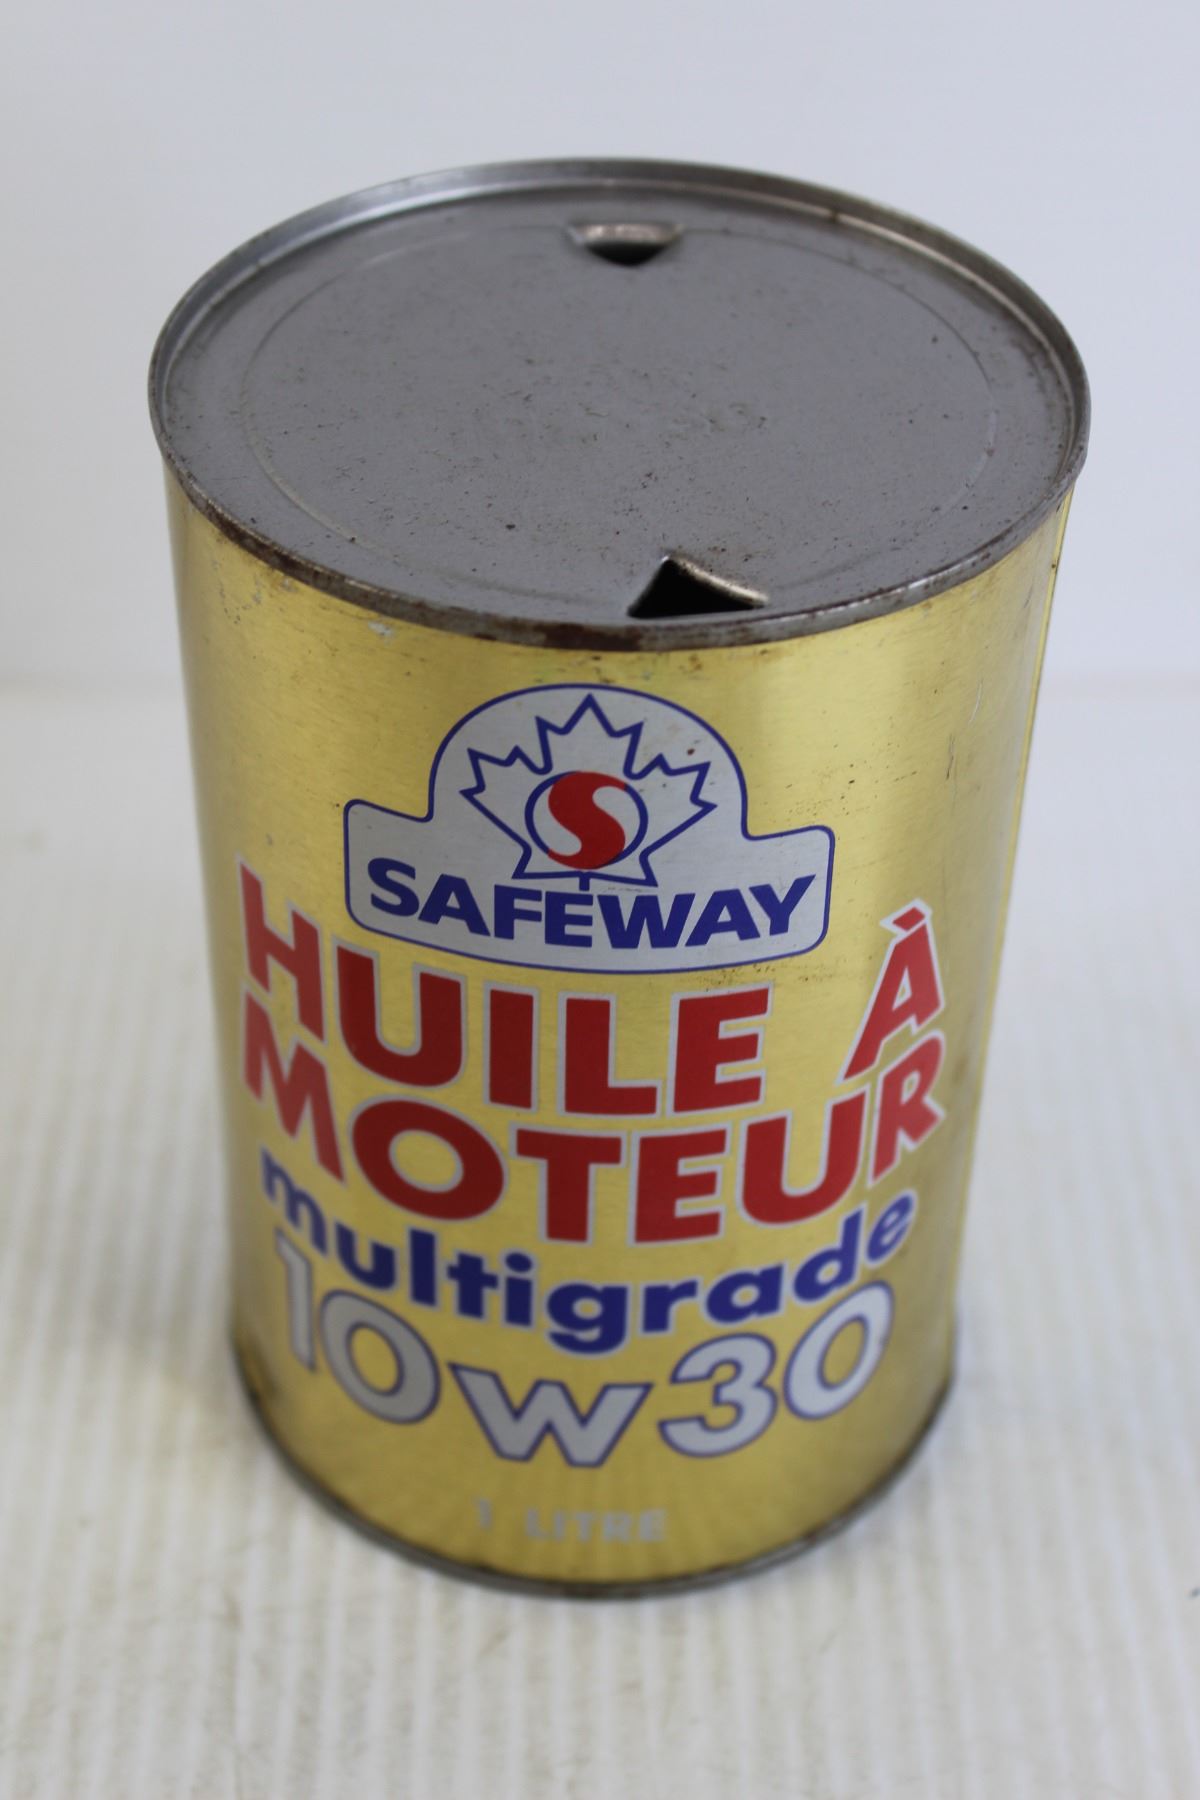 SAFEWAY
HUILE À
MOTEUR
multigrade
10w30
1 LITRE